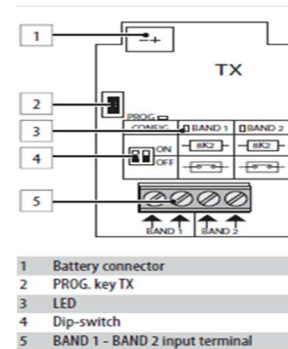 1
- +
TX
2
PROG.
3
CONFIG. BAND 1 BAND 2
8K2 8K2
4
ON
OFF
5
BAND 1 BAND 2
1 Battery connector
2 PROG. key TX
3 LED
4 Dip-switch
5 BAND 1 - BAND 2 input terminal